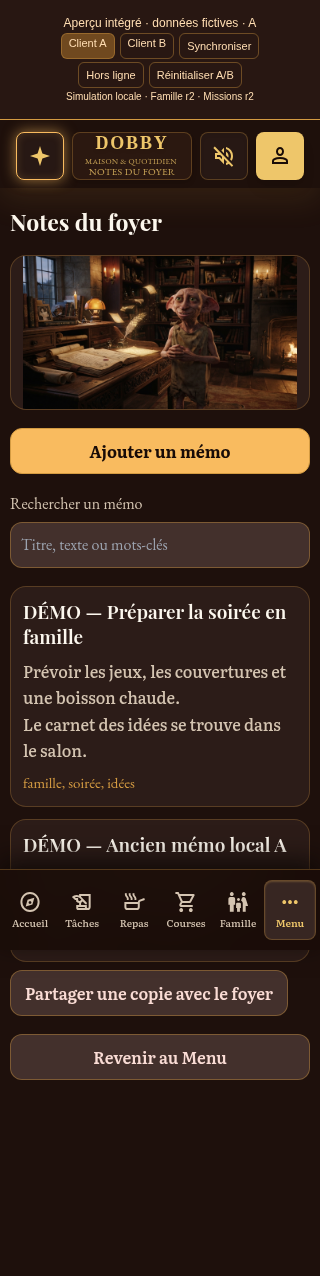 Aperçu intégré · données fictives · A
Client A
Client B
Synchroniser
Hors ligne
Réinitialiser A/B
Simulation locale · Famille r2 · Missions r2
DOBBY
MAISON & QUOTIDIEN
NOTES DU FOYER
Notes du foyer
Ajouter un mémo
Rechercher un mémo
Titre, texte ou mots-clés
DÉMO — Préparer la soirée en
famille
Prévoir les jeux, les couvertures et
une boisson chaude.
Le carnet des idées se trouve dans
le salon.
famille, soirée, idées
DÉMO — Ancien mémo local A
Accueil
Tâches
Repas
Courses
Famille
Menu
Partager une copie avec le foyer
Revenir au Menu